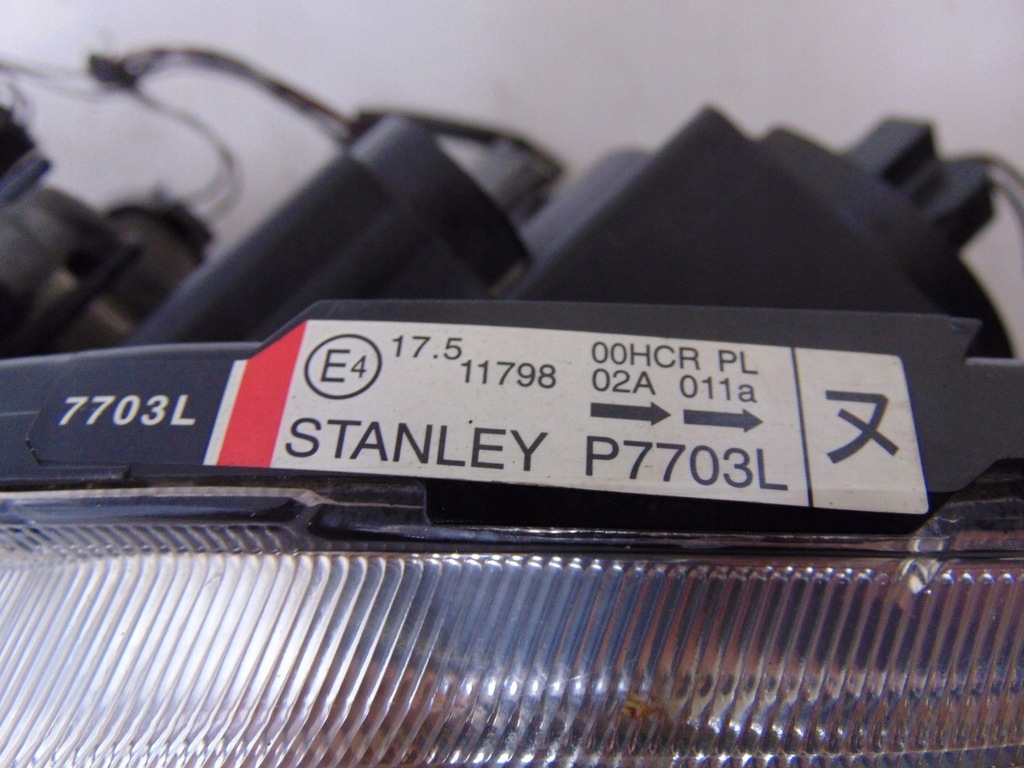 7703L
E4 17.5 11798
00HCR PL
02A 011a
STANLEY P7703L
ヌ